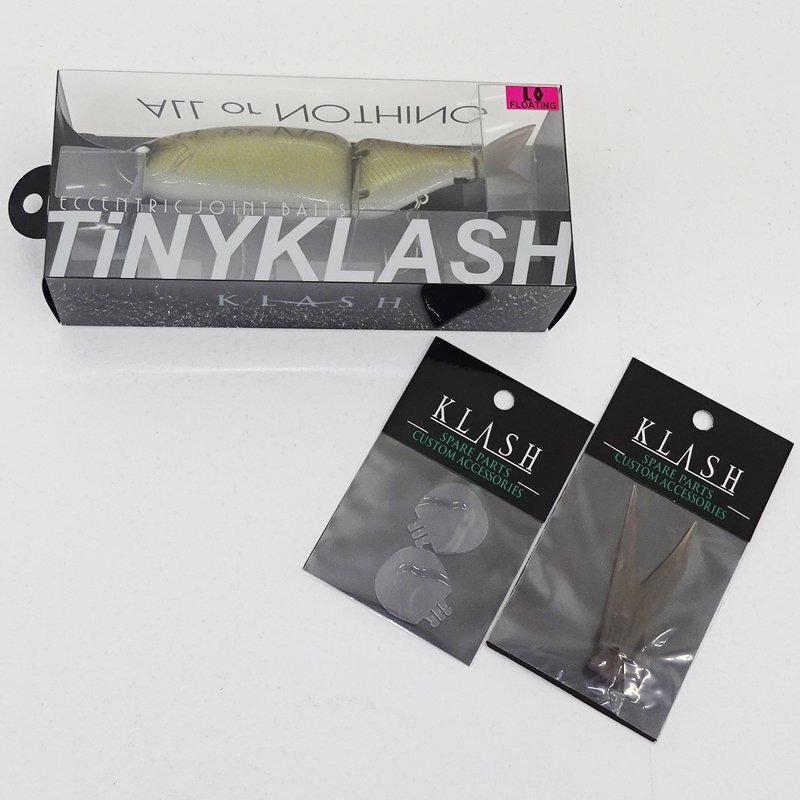 LO
FLOATING
ALL or NOTHING
ECCENTRIC JOINT BAITS
TiNYKLASH
KLASH
KLASH
SPARE PARTS
CUSTOM ACCESSORIES
KLASH
SPARE PARTS
CUSTOM ACCESSORIES